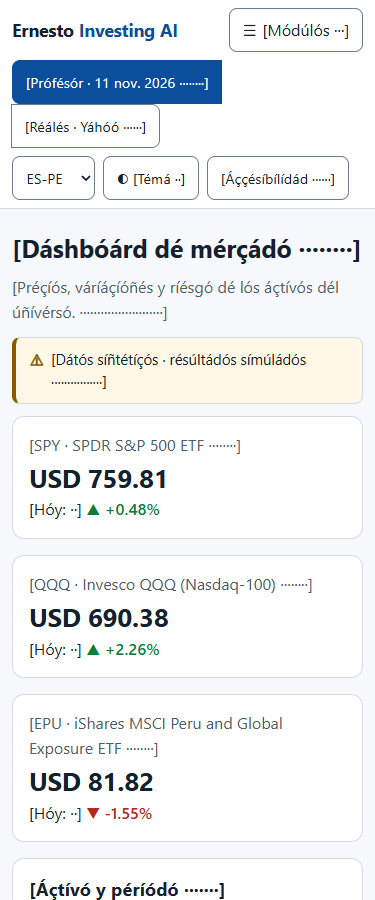 Ernesto Investing AI
☰ [Módúlós ···]
[Prófésór · 11 nov. 2026 ········]
[Réálés · Yáhóó ······]
ES-PE
◐ [Témá ··]
[Áççésíbílídád ······]
[Dáshbóárd dé mérçádó ········]
[Préçíós, váríáçíóñés y ríésgó dé lós áçtívós dél
úñívérsó. ·······················]
⚠ [Dátós síñtétíçós · résúltádós símúládós
················]
[SPY · SPDR S&P 500 ETF ········]
USD 759.81
[Hóy: ··] ▲ +0.48%
[QQQ · Invesco QQQ (Nasdaq-100) ········]
USD 690.38
[Hóy: ··] ▲ +2.26%
[EPU · iShares MSCI Peru and Global
Exposure ETF ········]
USD 81.82
[Hóy: ··] ▼ -1.55%
[Áçtívó y péríódó ·······]